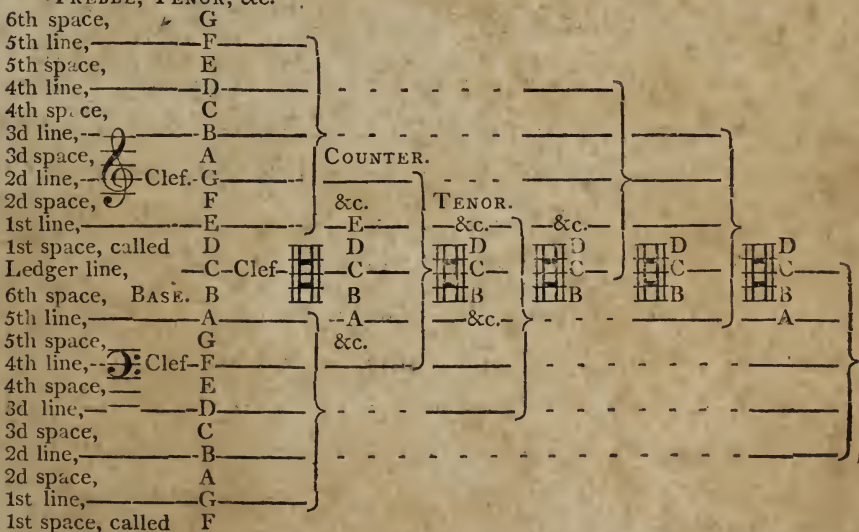 TREBLE, TENOR, &c.
6th space, G
5th line, F
5th space, E
4th line, D
4th sp ce, C
3d line, B
3d space, A COUNTER.
2d line, Clef. G
2d space, F &c. TENOR.
1st line, E E &c. &c.
1st space, called D D D D D D
Ledger line, C Clef C C C C C
6th space, BASE. B B B B B B
5th line, A A &c. A
5th space, G &c.
4th line, Clef F
4th space, E
3d line, D
3d space, C
2d line, B
2d space, A
1st line, G
1st space, called F